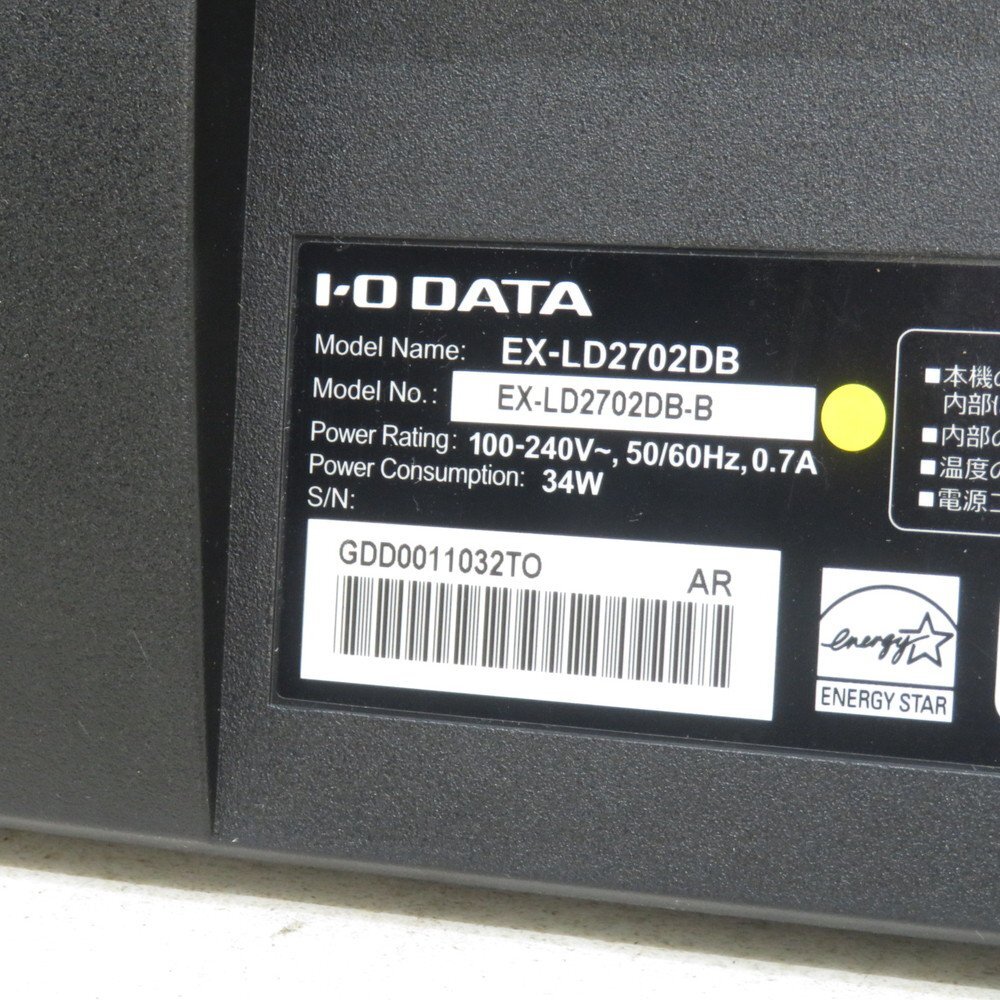 I-O DATA
Model Name: EX-LD2702DB
Model No.: EX-LD2702DB-B
Power Rating: 100-240V~, 50/60Hz, 0.7A
Power Consumption: 34W
S/N:
GDD0011032TO
AR
■本機の
内部
■内部の
■温度の
■電源コ
energy
ENERGY STAR